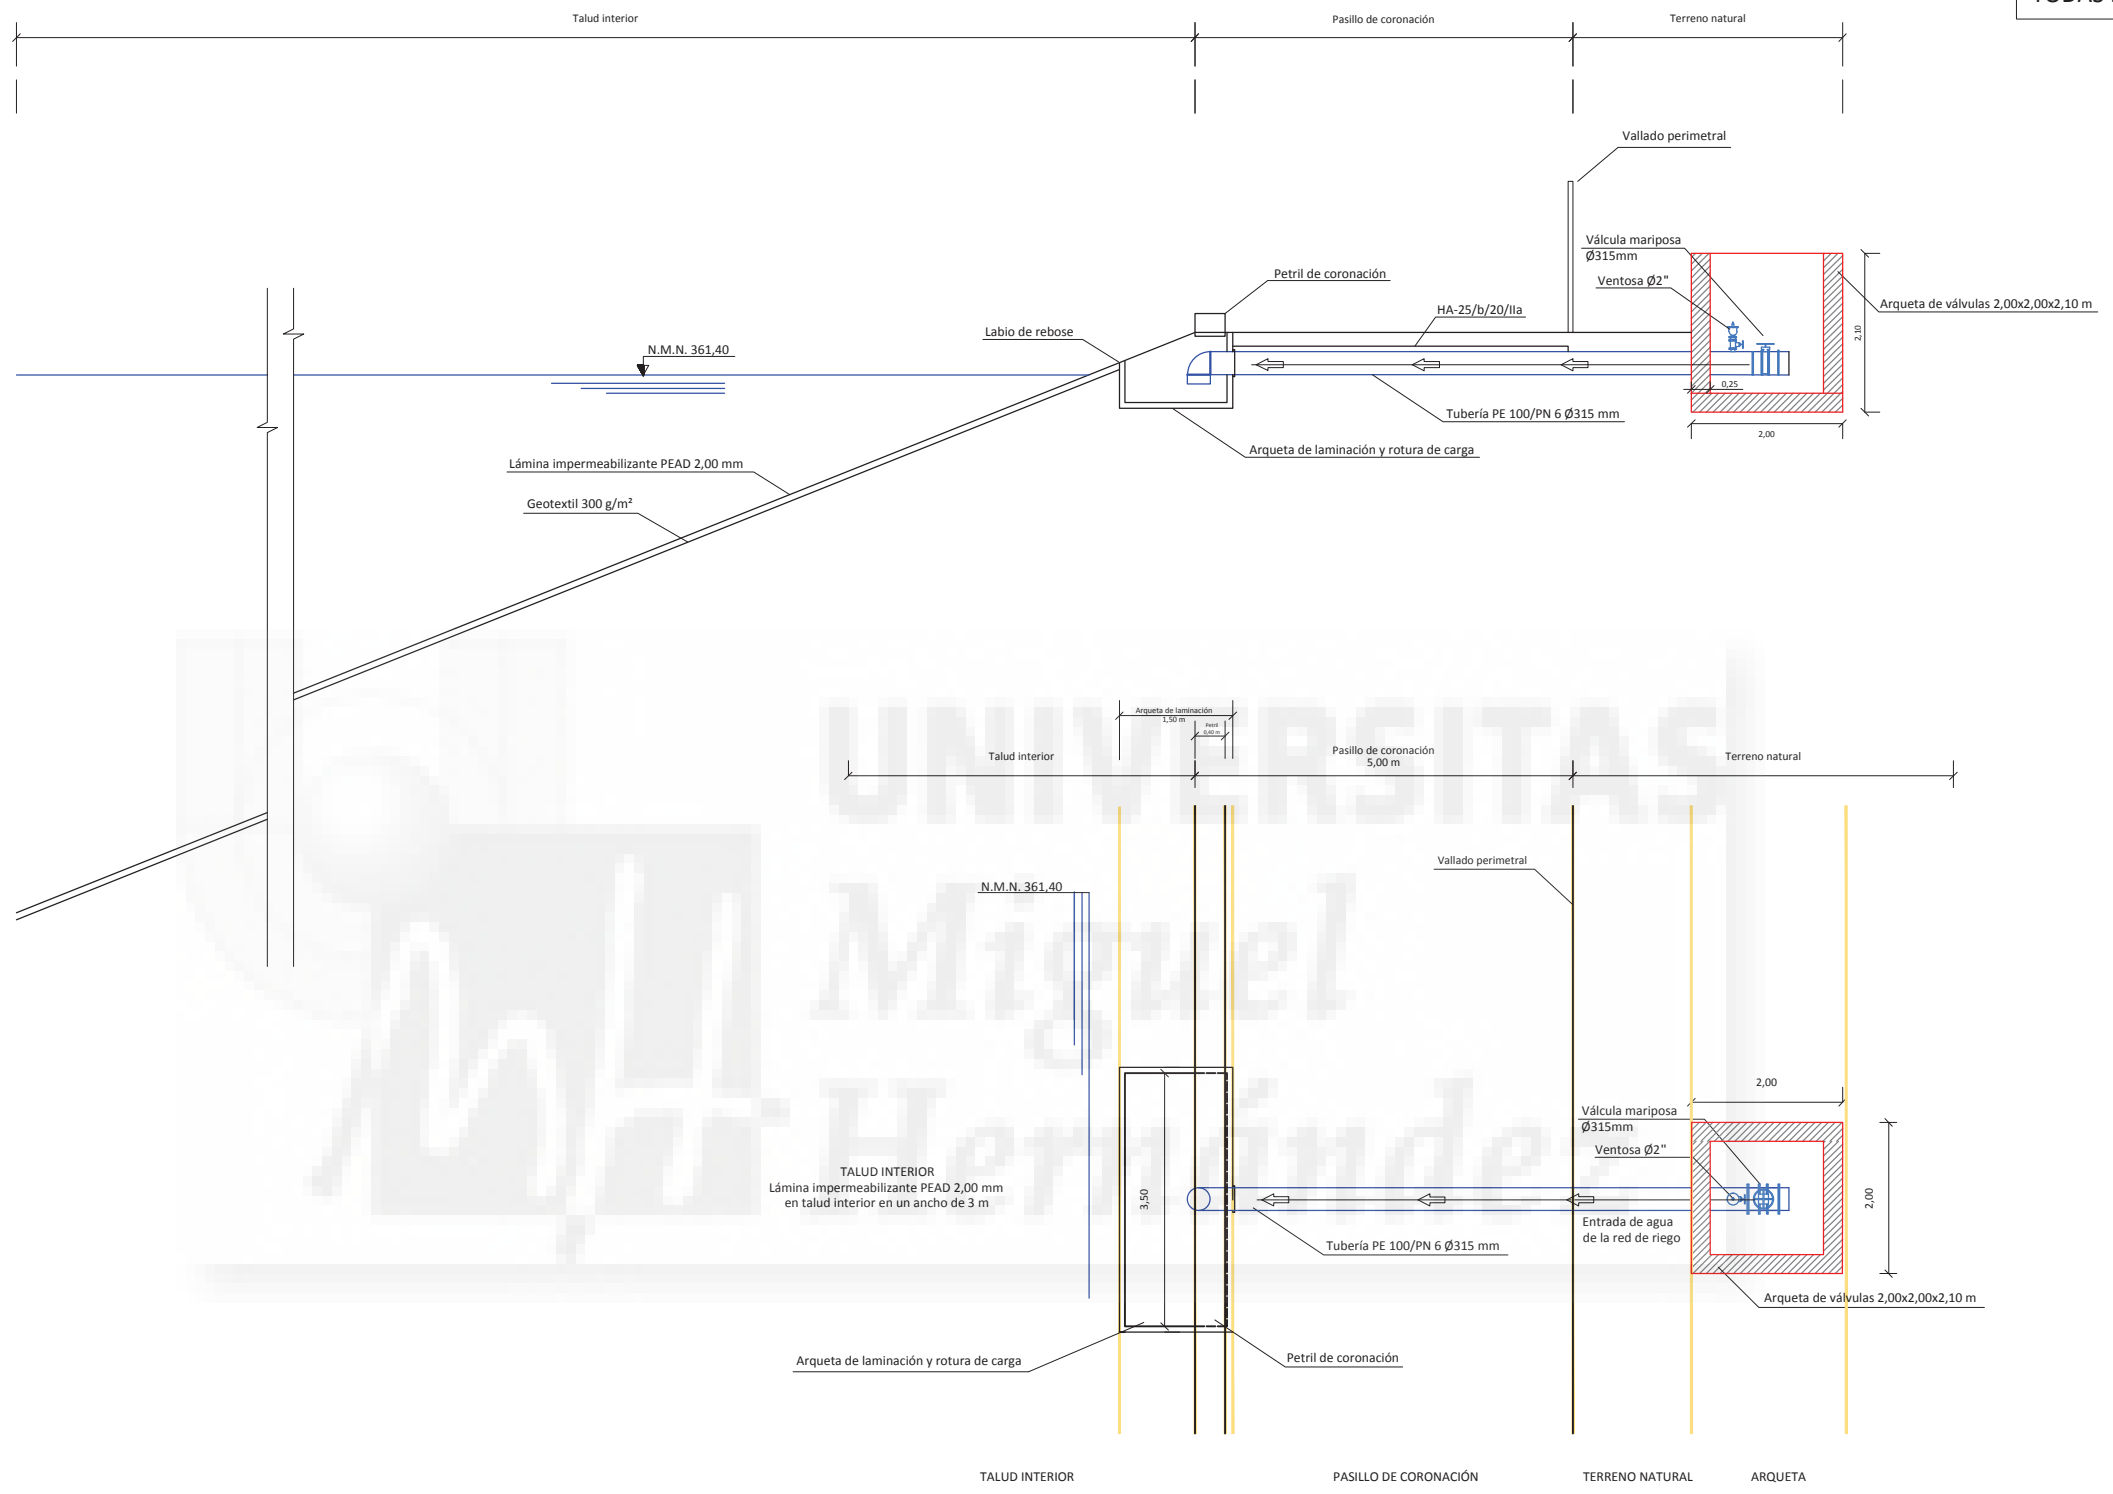 TODAS
Talud interior
Pasillo de coronación
Terreno natural
Vallado perimetral
Válcula mariposa
Ø315mm
Ventosa Ø2"
Petril de coronación
HA-25/b/20/IIa
Arqueta de válvulas 2,00x2,00x2,10 m
2,10
Labio de rebose
N.M.N. 361,40
0,25
Tubería PE 100/PN 6 Ø315 mm
2,00
Arqueta de laminación y rotura de carga
Lámina impermeabilizante PEAD 2,00 mm
Geotextil 300 g/m²
UNIVERSITAS
Miguel
Hernández
Arqueta de laminación
1,50 m
Petril
0,40 m
Talud interior
Pasillo de coronación
5,00 m
Terreno natural
Vallado perimetral
N.M.N. 361,40
2,00
Válcula mariposa
Ø315mm
Ventosa Ø2"
TALUD INTERIOR
Lámina impermeabilizante PEAD 2,00 mm
en talud interior en un ancho de 3 m
3,50
2,00
Entrada de agua
de la red de riego
Tubería PE 100/PN 6 Ø315 mm
Arqueta de válvulas 2,00x2,00x2,10 m
Arqueta de laminación y rotura de carga
Petril de coronación
TALUD INTERIOR
PASILLO DE CORONACIÓN
TERRENO NATURAL
ARQUETA